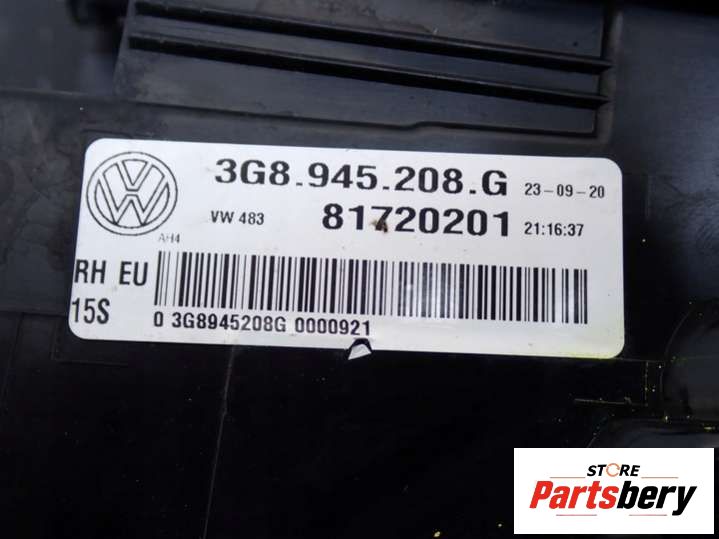 3G8.945.208.G 23-09-20
VW 483 81720201 21:16:37
AH4
RH EU
15S
0 3G8945208G 0000921
STORE
Partsbery